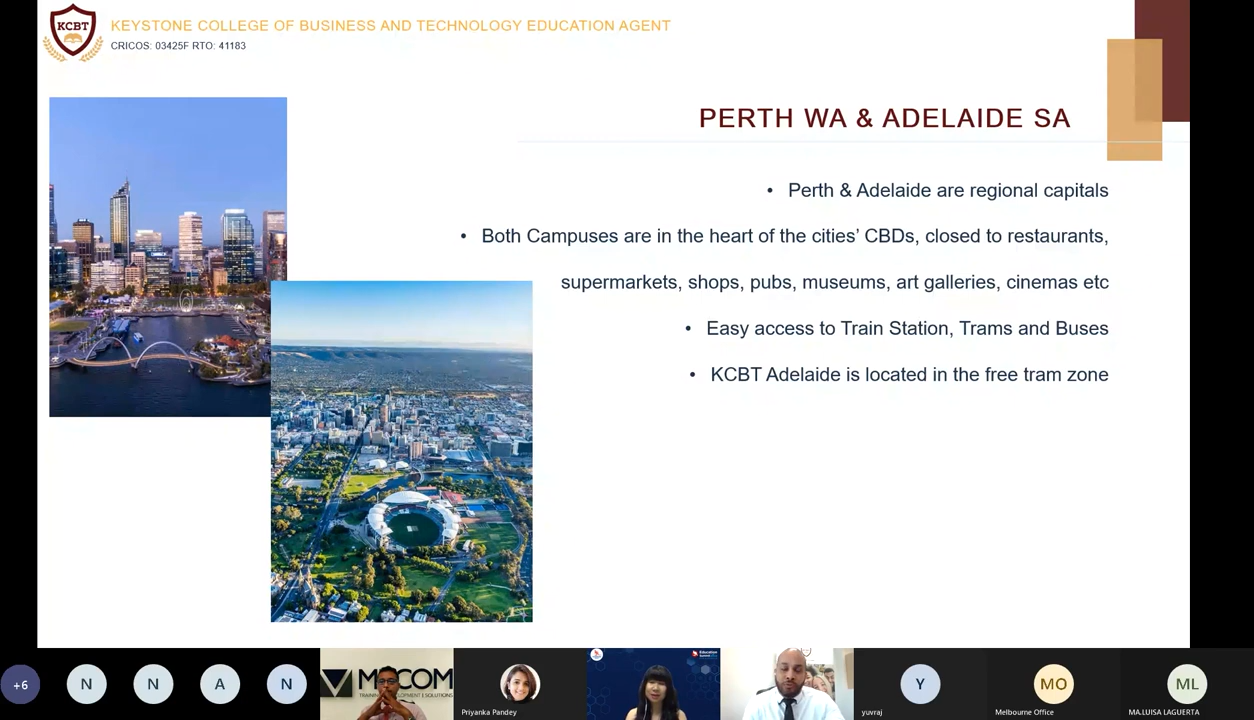 KCBT
KEYSTONE COLLEGE OF BUSINESS AND TECHNOLOGY EDUCATION AGENT
CRICOS: 03425F RTO: 41183
PERTH WA & ADELAIDE SA
• Perth & Adelaide are regional capitals
• Both Campuses are in the heart of the cities’ CBDs, closed to restaurants,
supermarkets, shops, pubs, museums, art galleries, cinemas etc
• Easy access to Train Station, Trams and Buses
• KCBT Adelaide is located in the free tram zone
+6
N
N
A
N
Priyanka Pandey
Y
yuvraj
MO
Melbourne Office
ML
MA.LUISA LAGUERTA